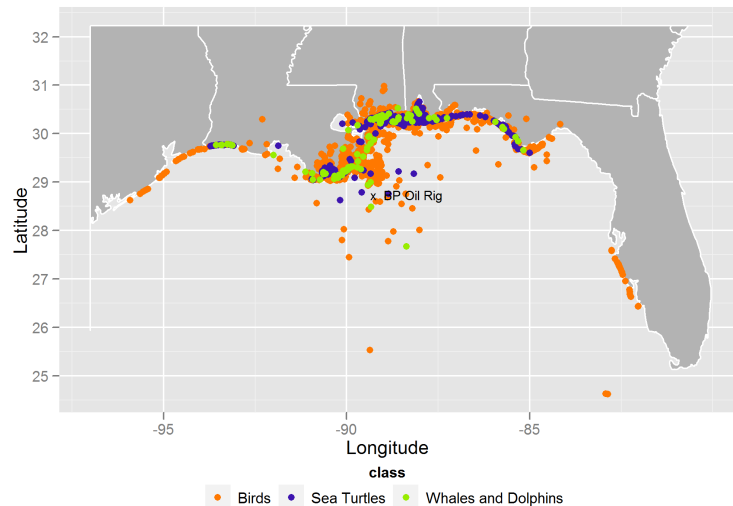 32
31
30
29
28
27
26
25
Latitude
x BP Oil Rig
-95
-90
-85
Longitude
class
Birds
Sea Turtles
Whales and Dolphins